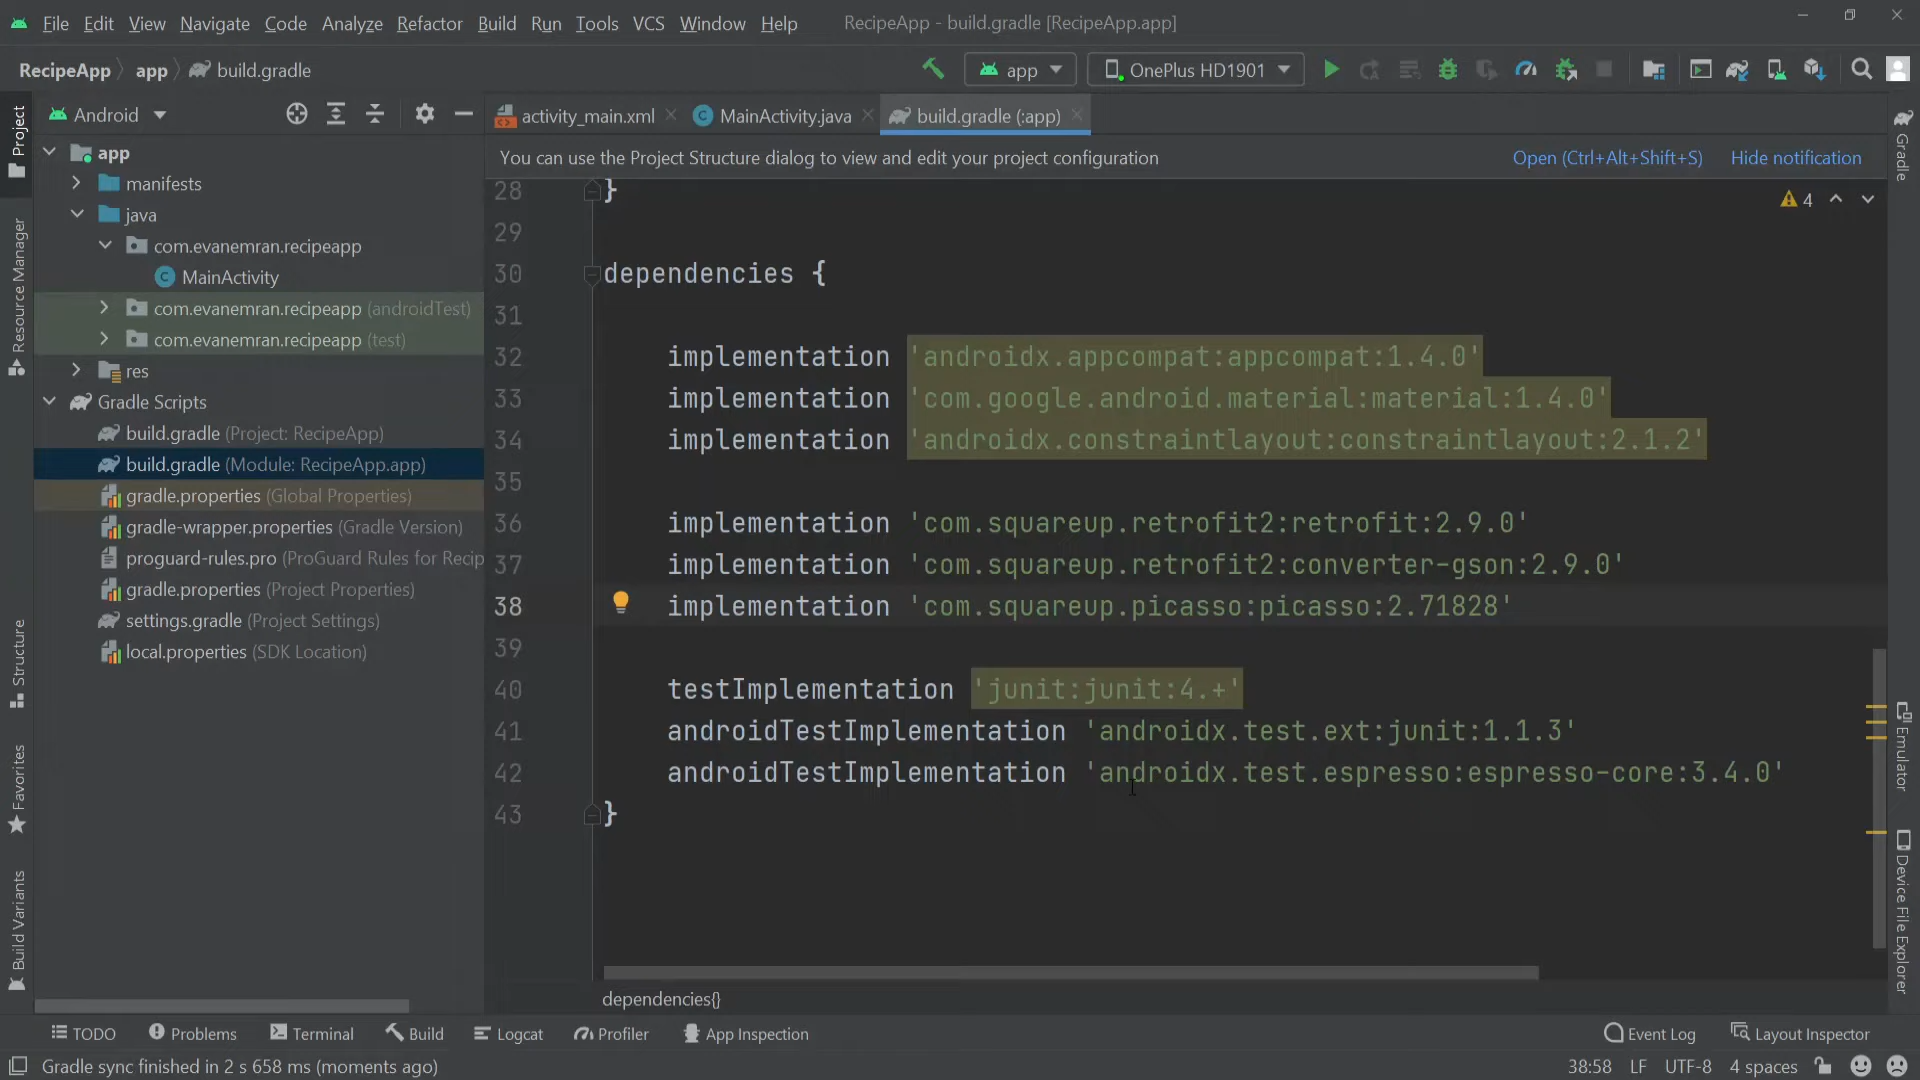 File Edit View Navigate Code Analyze Refactor Build Run Tools VCS Window Help RecipeApp - build.gradle [RecipeApp.app]
RecipeApp app build.gradle
app OnePlus HD1901
Android
activity_main.xml MainActivity.java build.gradle (:app)
You can use the Project Structure dialog to view and edit your project configuration Open (Ctrl+Alt+Shift+S) Hide notification
Project
Resource Manager
Structure
Favorites
Build Variants
app
manifests
java
com.evanemran.recipeapp
MainActivity
com.evanemran.recipeapp (androidTest)
com.evanemran.recipeapp (test)
res
Gradle Scripts
build.gradle (Project: RecipeApp)
build.gradle (Module: RecipeApp.app)
gradle.properties (Global Properties)
gradle-wrapper.properties (Gradle Version)
proguard-rules.pro (ProGuard Rules for Recip
gradle.properties (Project Properties)
settings.gradle (Project Settings)
local.properties (SDK Location)
4
28 }
29
30 dependencies {
31
32 implementation 'androidx.appcompat:appcompat:1.4.0'
33 implementation 'com.google.android.material:material:1.4.0'
34 implementation 'androidx.constraintlayout:constraintlayout:2.1.2'
35
36 implementation 'com.squareup.retrofit2:retrofit:2.9.0'
37 implementation 'com.squareup.retrofit2:converter-gson:2.9.0'
38 implementation 'com.squareup.picasso:picasso:2.71828'
39
40 testImplementation 'junit:junit:4.+'
41 androidTestImplementation 'androidx.test.ext:junit:1.1.3'
42 androidTestImplementation 'androidx.test.espresso:espresso-core:3.4.0'
43 }
dependencies{}
Gradle
Emulator
Device File Explorer
TODO Problems Terminal Build Logcat Profiler App Inspection Event Log Layout Inspector
Gradle sync finished in 2 s 658 ms (moments ago) 38:58 LF UTF-8 4 spaces